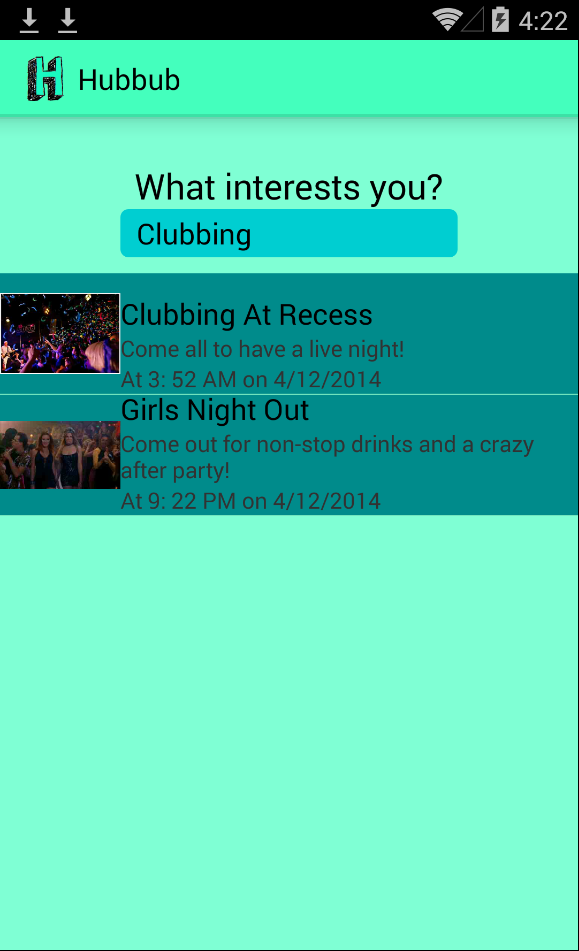 4:22
H Hubbub
What interests you?
Clubbing
Clubbing At Recess
Come all to have a live night!
At 3: 52 AM on 4/12/2014
Girls Night Out
Come out for non-stop drinks and a crazy
after party!
At 9: 22 PM on 4/12/2014